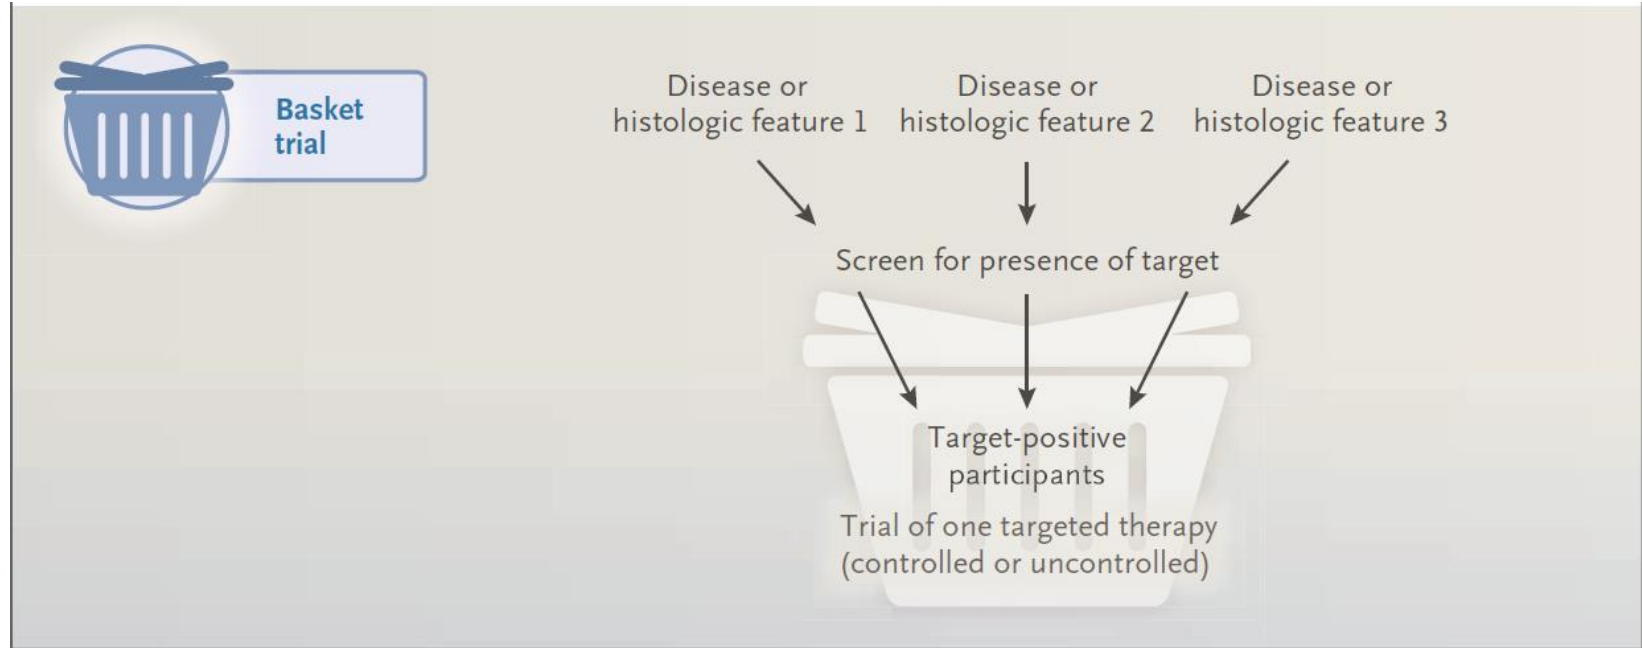 Basket
trial
Disease or
histologic feature 1
Disease or
histologic feature 2
Disease or
histologic feature 3
Screen for presence of target
Target-positive
participants
Trial of one targeted therapy
(controlled or uncontrolled)